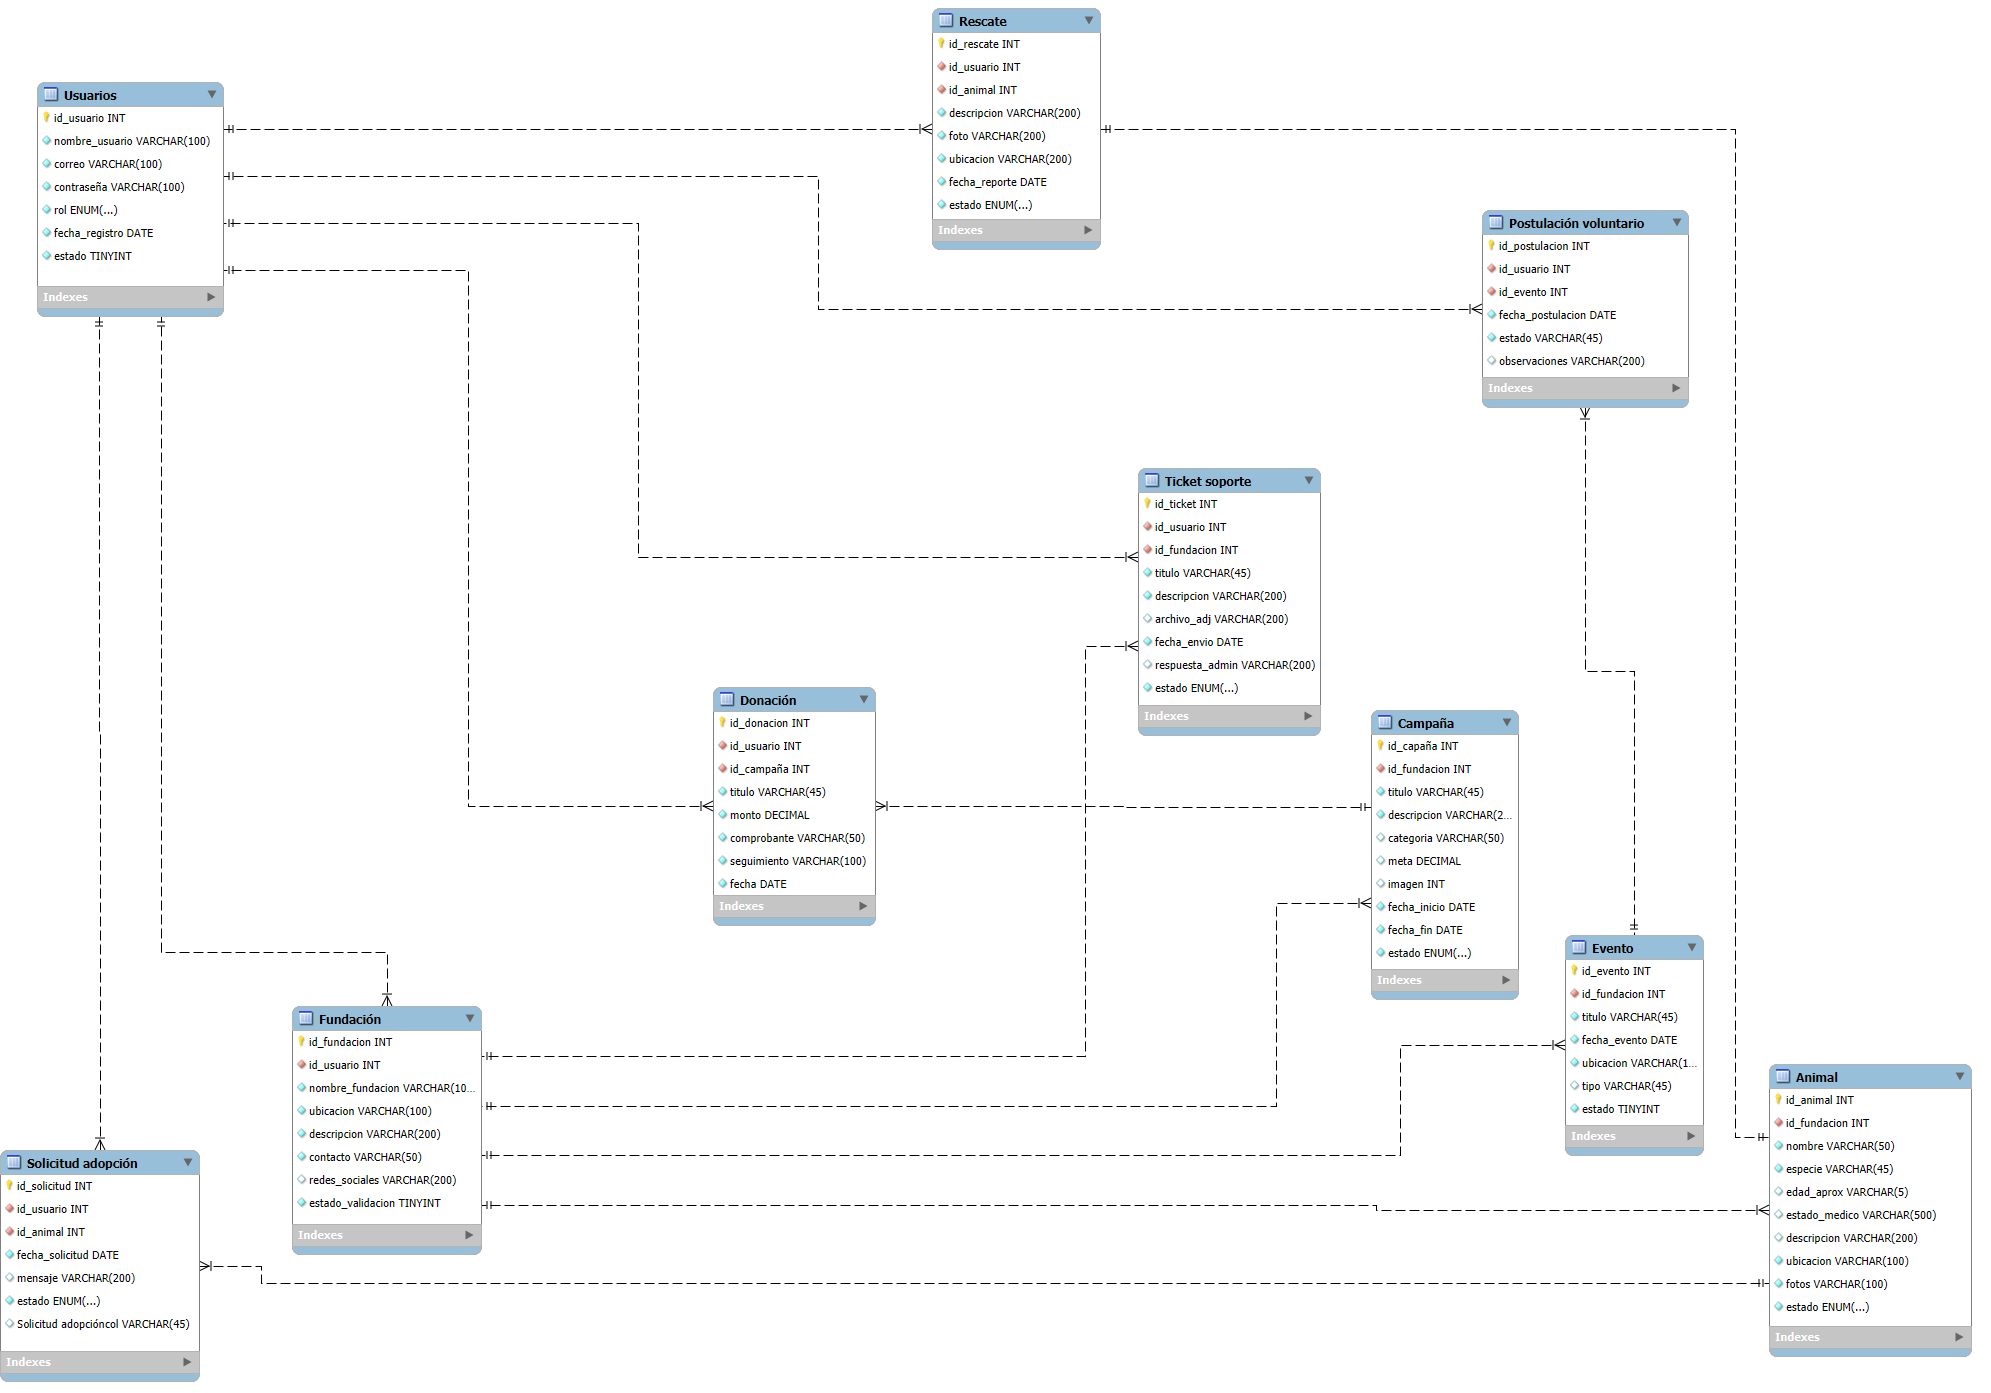 Rescate
id_rescate INT
id_usuario INT
id_animal INT
descripcion VARCHAR(200)
foto VARCHAR(200)
ubicacion VARCHAR(200)
fecha_reporte DATE
estado ENUM(...)
Indexes
Usuarios
id_usuario INT
nombre_usuario VARCHAR(100)
correo VARCHAR(100)
contraseña VARCHAR(100)
rol ENUM(...)
fecha_registro DATE
estado TINYINT
Indexes
Postulación voluntario
id_postulacion INT
id_usuario INT
id_evento INT
fecha_postulacion DATE
estado VARCHAR(45)
observaciones VARCHAR(200)
Indexes
Ticket soporte
id_ticket INT
id_usuario INT
id_fundacion INT
titulo VARCHAR(45)
descripcion VARCHAR(200)
archivo_adj VARCHAR(200)
fecha_envio DATE
respuesta_admin VARCHAR(200)
estado ENUM(...)
Indexes
Donación
id_donacion INT
id_usuario INT
id_campaña INT
titulo VARCHAR(45)
monto DECIMAL
comprobante VARCHAR(50)
seguimiento VARCHAR(100)
fecha DATE
Indexes
Campaña
id_capaña INT
id_fundacion INT
titulo VARCHAR(45)
descripcion VARCHAR(2...
categoria VARCHAR(50)
meta DECIMAL
imagen INT
fecha_inicio DATE
fecha_fin DATE
estado ENUM(...)
Indexes
Evento
id_evento INT
id_fundacion INT
titulo VARCHAR(45)
fecha_evento DATE
ubicacion VARCHAR(1...
tipo VARCHAR(45)
estado TINYINT
Indexes
Fundación
id_fundacion INT
id_usuario INT
nombre_fundacion VARCHAR(10...
ubicacion VARCHAR(100)
descripcion VARCHAR(200)
contacto VARCHAR(50)
redes_sociales VARCHAR(200)
estado_validacion TINYINT
Indexes
Animal
id_animal INT
id_fundacion INT
nombre VARCHAR(50)
especie VARCHAR(45)
edad_aprox VARCHAR(5)
estado_medico VARCHAR(500)
descripcion VARCHAR(200)
ubicacion VARCHAR(100)
fotos VARCHAR(100)
estado ENUM(...)
Indexes
Solicitud adopción
id_solicitud INT
id_usuario INT
id_animal INT
fecha_solicitud DATE
mensaje VARCHAR(200)
estado ENUM(...)
Solicitud adopcióncol VARCHAR(45)
Indexes